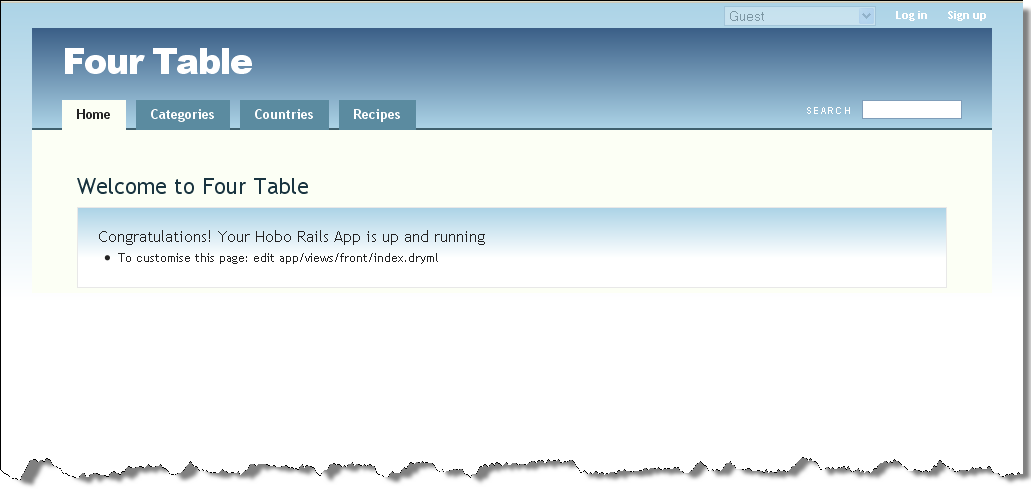 Guest Log in Sign up
Four Table
Home Categories Countries Recipes SEARCH
Welcome to Four Table
Congratulations! Your Hobo Rails App is up and running
• To customise this page: edit app/views/front/index.dryml